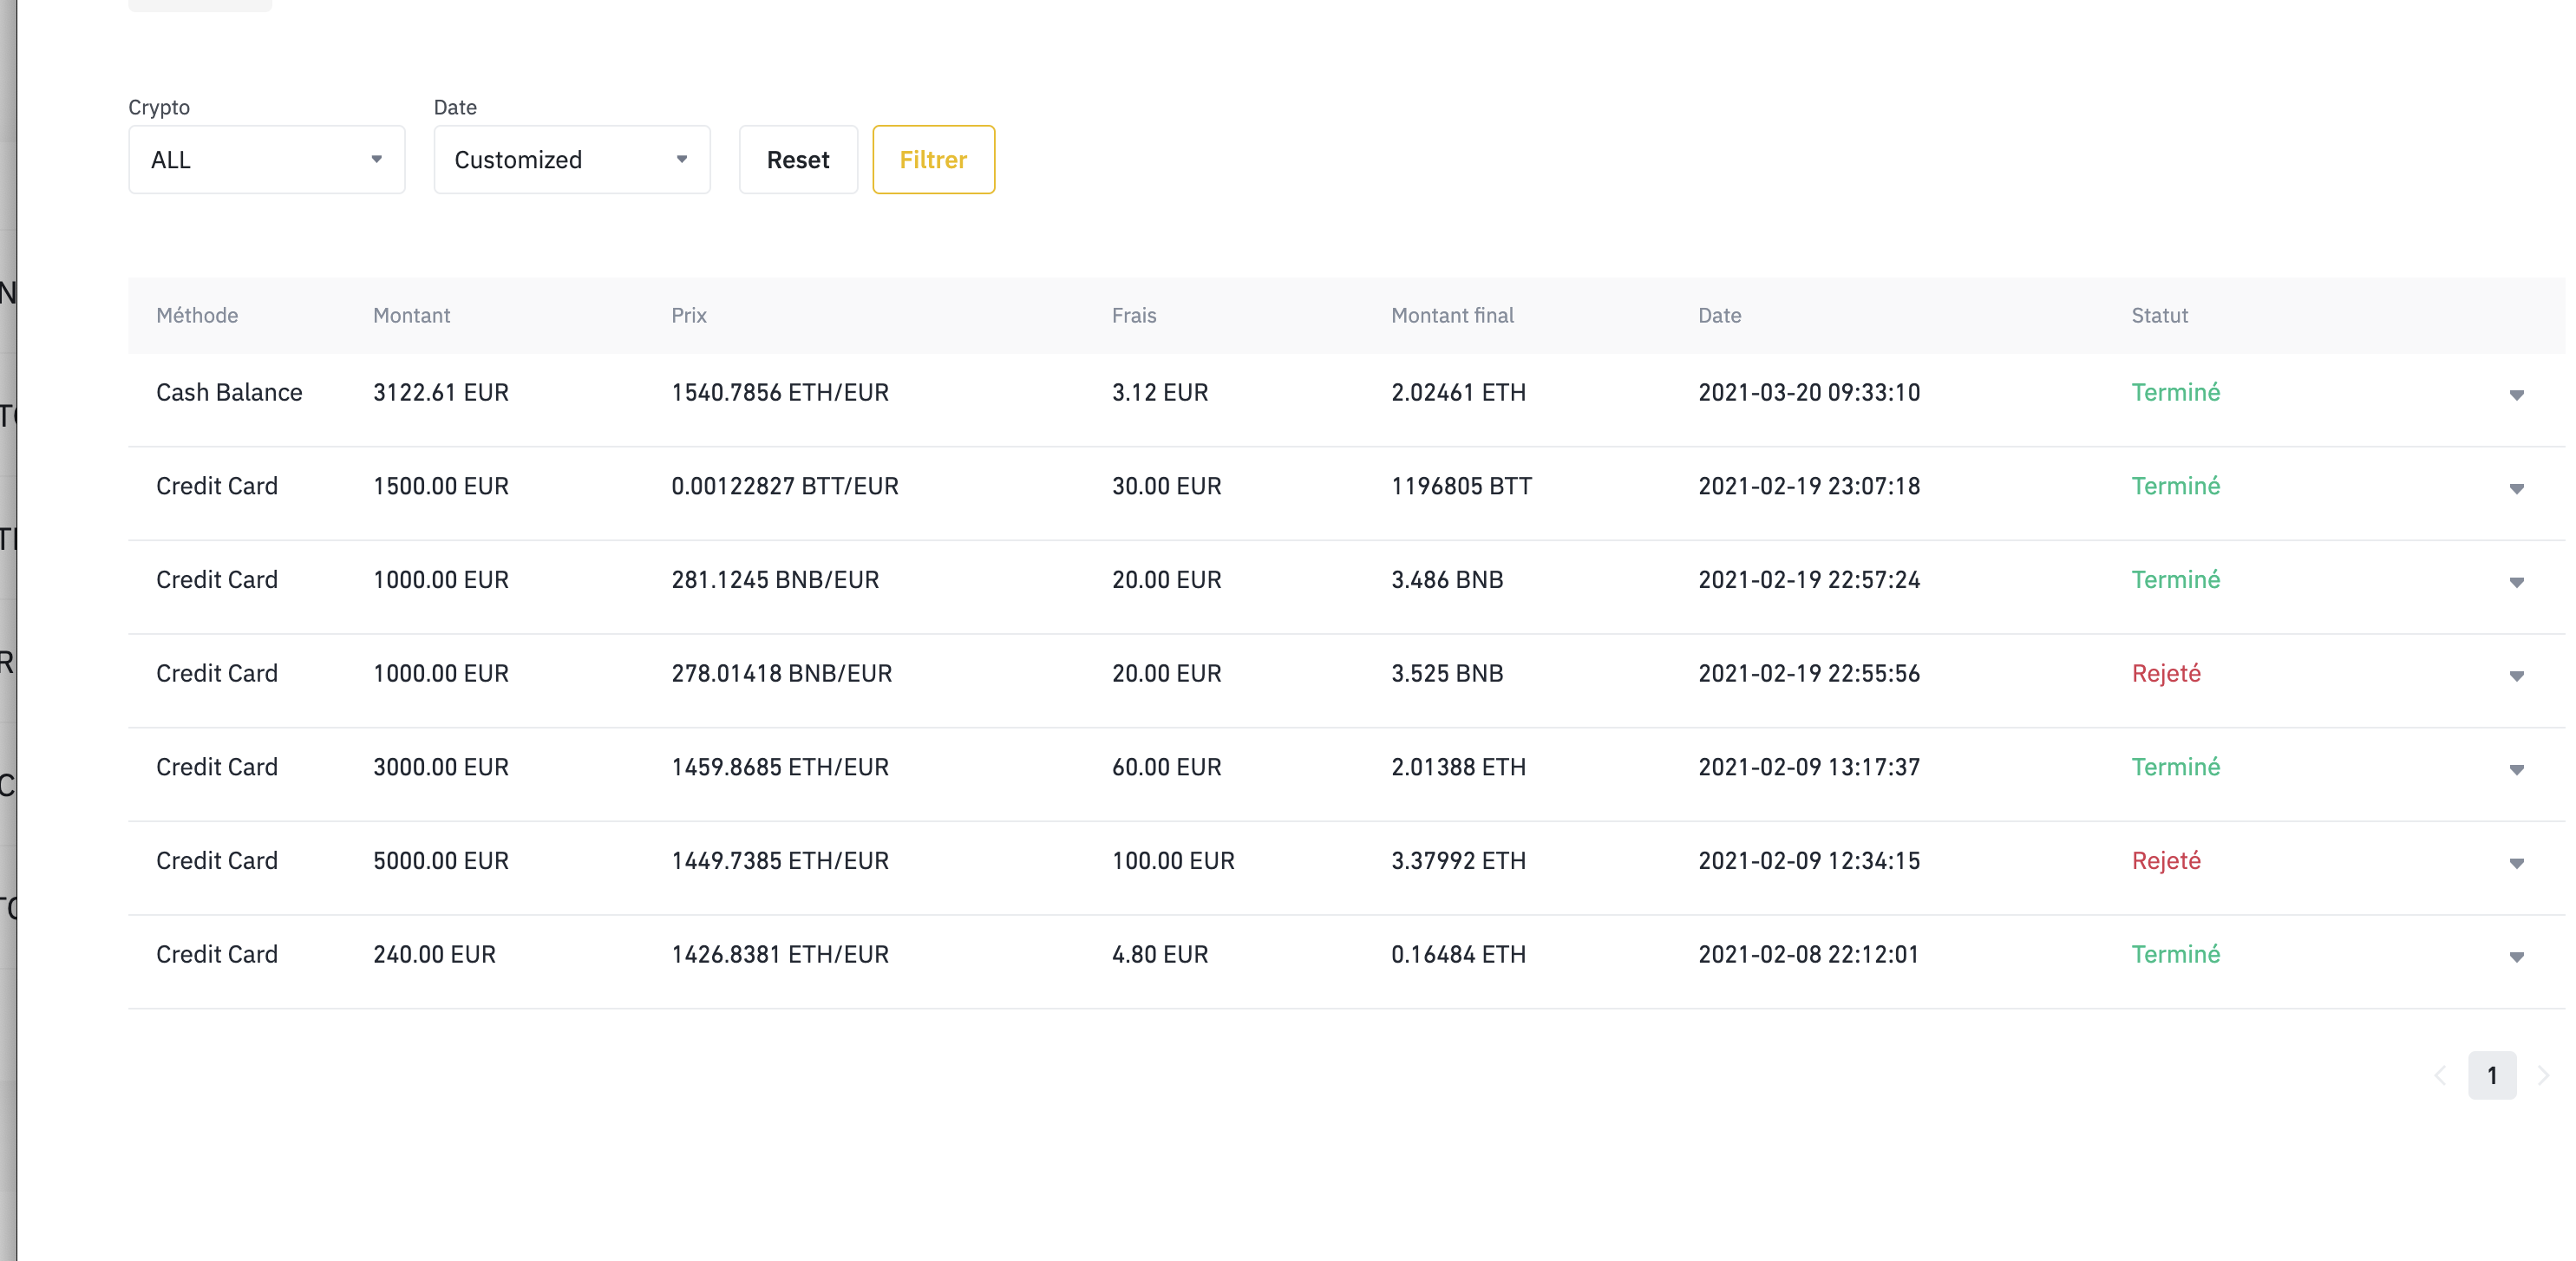 Crypto Date
ALL Customized Reset Filtrer
Méthode Montant Prix Frais Montant final Date Statut
Cash Balance 3122.61 EUR 1540.7856 ETH/EUR 3.12 EUR 2.02461 ETH 2021-03-20 09:33:10 Terminé
Credit Card 1500.00 EUR 0.00122827 BTT/EUR 30.00 EUR 1196805 BTT 2021-02-19 23:07:18 Terminé
Credit Card 1000.00 EUR 281.1245 BNB/EUR 20.00 EUR 3.486 BNB 2021-02-19 22:57:24 Terminé
Credit Card 1000.00 EUR 278.01418 BNB/EUR 20.00 EUR 3.525 BNB 2021-02-19 22:55:56 Rejeté
Credit Card 3000.00 EUR 1459.8685 ETH/EUR 60.00 EUR 2.01388 ETH 2021-02-09 13:17:37 Terminé
Credit Card 5000.00 EUR 1449.7385 ETH/EUR 100.00 EUR 3.37992 ETH 2021-02-09 12:34:15 Rejeté
Credit Card 240.00 EUR 1426.8381 ETH/EUR 4.80 EUR 0.16484 ETH 2021-02-08 22:12:01 Terminé
1